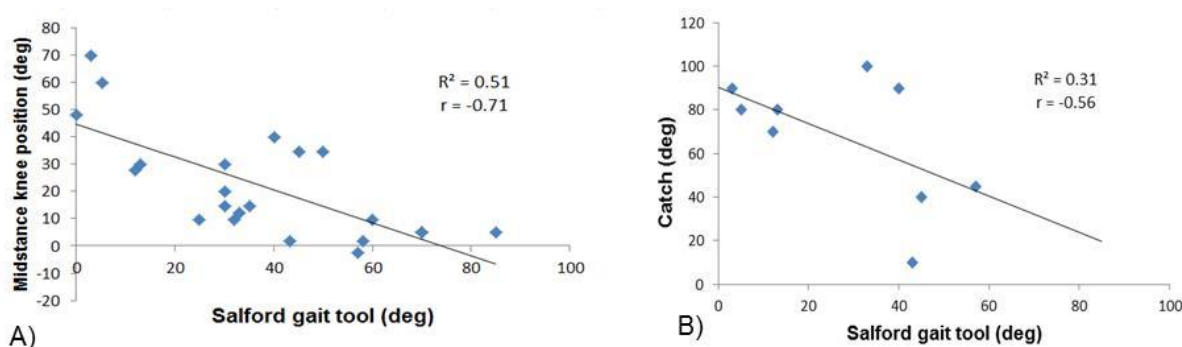 Midstance knee position (deg)
80
70
60
50
40
30
20
10
0
-10
-20
R² = 0.51
r = -0.71
0 20 40 60 80 100
Salford gait tool (deg)
A)
Catch (deg)
120
100
80
60
40
20
0
R² = 0.31
r = -0.56
0 20 40 60 80 100
Salford gait tool (deg)
B)